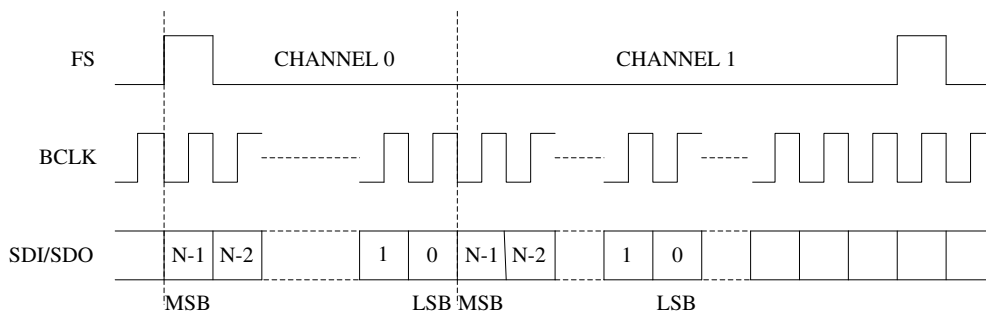 FS CHANNEL 0 CHANNEL 1
BCLK
SDI/SDO N-1 N-2 1 0 N-1 N-2 1 0
MSB LSB MSB LSB